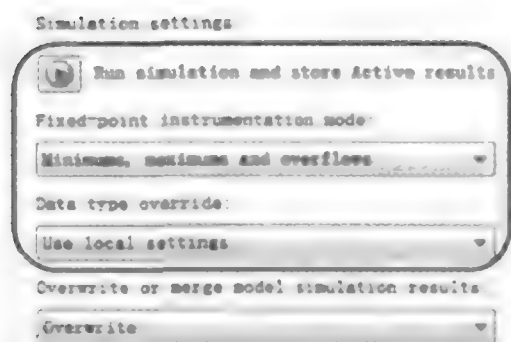 Simulation settings
Run simulation and store Active results
Fixed-point instrumentation mode:
Minimums, maximums and overflows
Data type override:
Use local settings
Overwrite or merge model simulation results
Overwrite